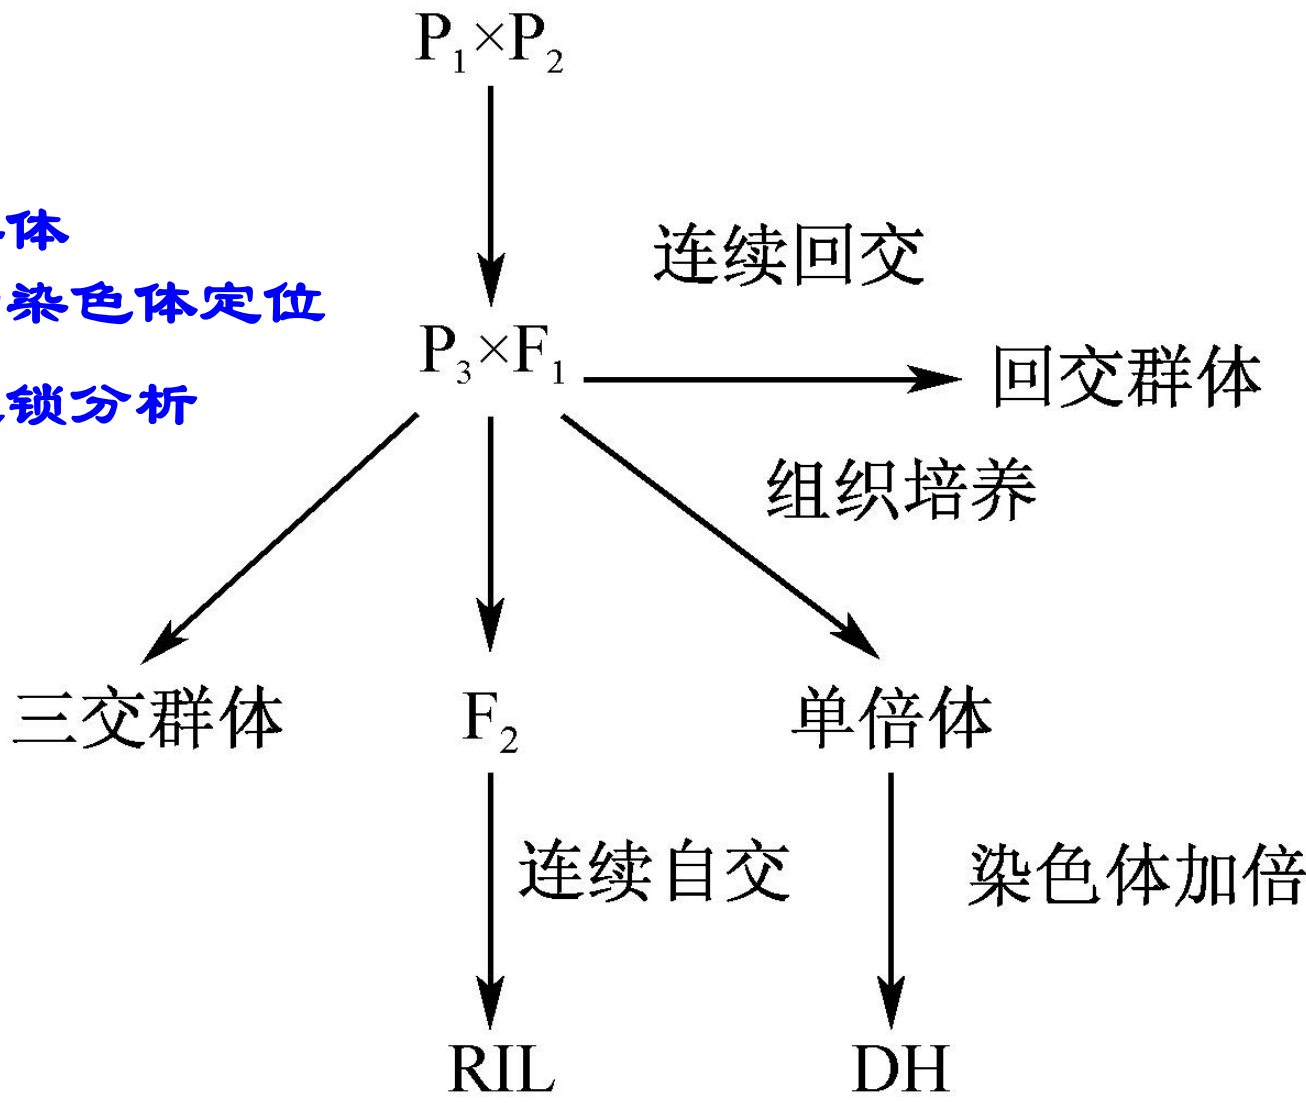 P₁×P₂
体
连续回交
染色体定位
P₃×F₁
回交群体
锁分析
组织培养
三交群体
F₂
单倍体
连续自交
染色体加倍
RIL
DH